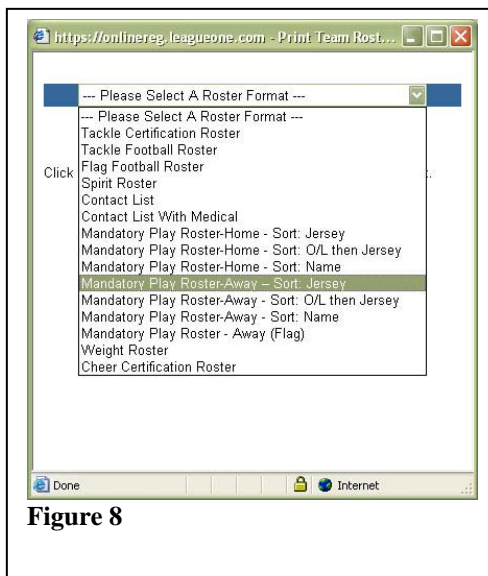 https://onlinereg.leagueone.com - Print Team Rost...
--- Please Select A Roster Format ---
--- Please Select A Roster Format ---
Tackle Certification Roster
Tackle Football Roster
Flag Football Roster
Click
Spirit Roster
Contact List
Contact List With Medical
Mandatory Play Roster-Home - Sort: Jersey
Mandatory Play Roster-Home - Sort: O/L then Jersey
Mandatory Play Roster-Home - Sort: Name
Mandatory Play Roster-Away – Sort: Jersey
Mandatory Play Roster-Away - Sort: O/L then Jersey
Mandatory Play Roster-Away - Sort: Name
Mandatory Play Roster - Away (Flag)
Weight Roster
Cheer Certification Roster
Done Internet
Figure 8